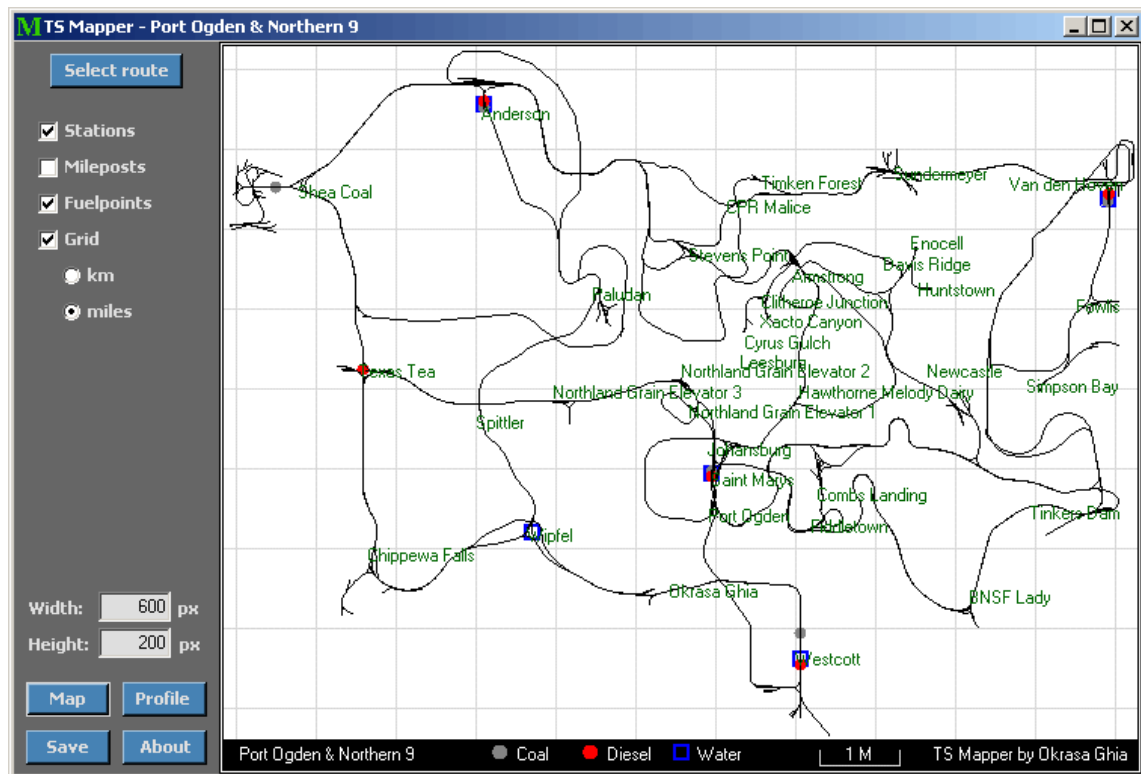 M TS Mapper - Port Ogden & Northern 9
Select route
Stations
Mileposts
Fuelpoints
Grid
km
miles
Width: 600 px
Height: 200 px
Map
Profile
Save
About
Anderson
Shea Coal
Timken Forest
Sundermeyer
CPR Malice
Stevens Point
Enocell
Davis Ridge
Armstrong
Huntstown
Paludan
Clitheroe Junction
Xacto Canyon
Fowlis
Cyrus Gulch
Leesburg
Texas Tea
Northland Grain Elevator 2
Newcastle
Northland Grain Elevator 3
Hawthorne Melody Dairy
Simpson Bay
Northland Grain Elevator 1
Spittler
Johansburg
Saint Marys
Combs Landing
Port Ogden
Tinkers Dam
Chippewa Falls
Okrasa Ghia
BNSF Lady
Westcott
Port Ogden & Northern 9
Coal
Diesel
Water
1 M
TS Mapper by Okrasa Ghia